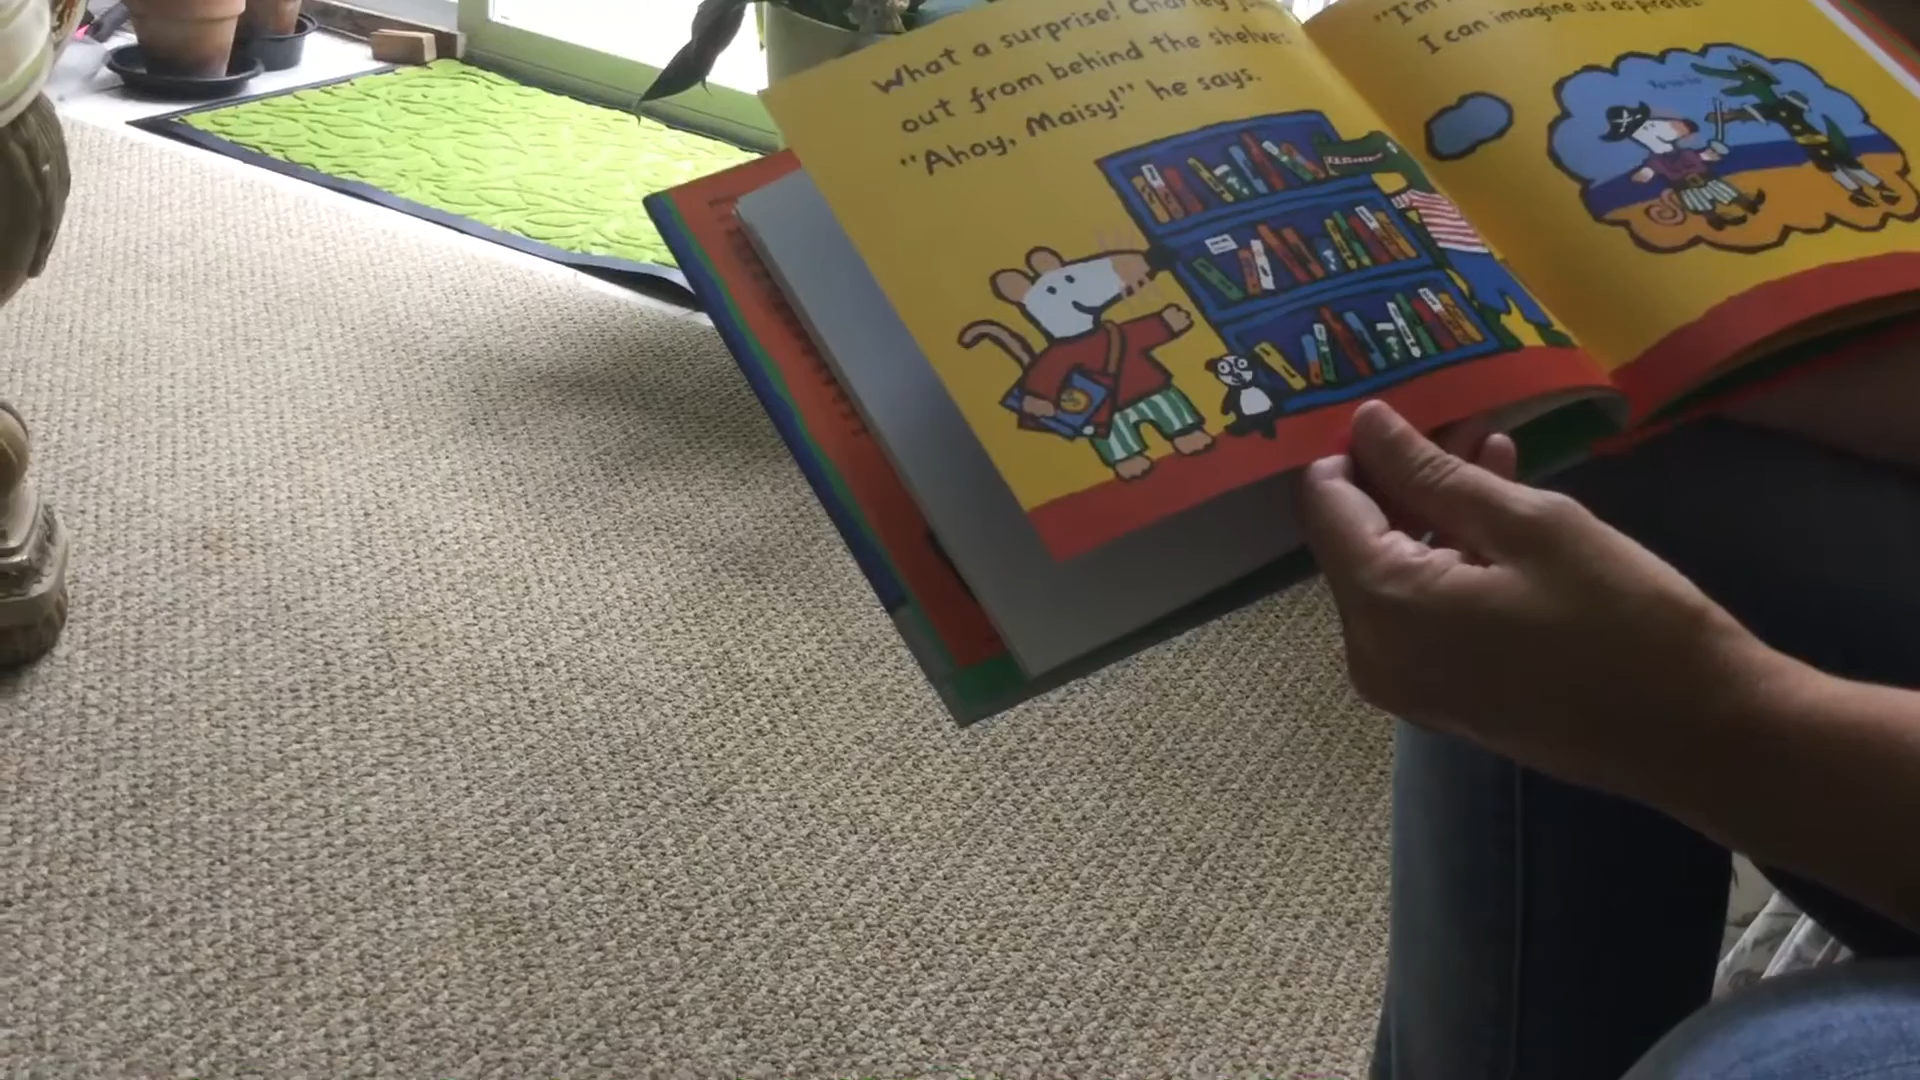 What a surprise! Charley
out from behind the shelves.
"Ahoy, Maisy!" he says.
"I'm
I can imagine us as pirates